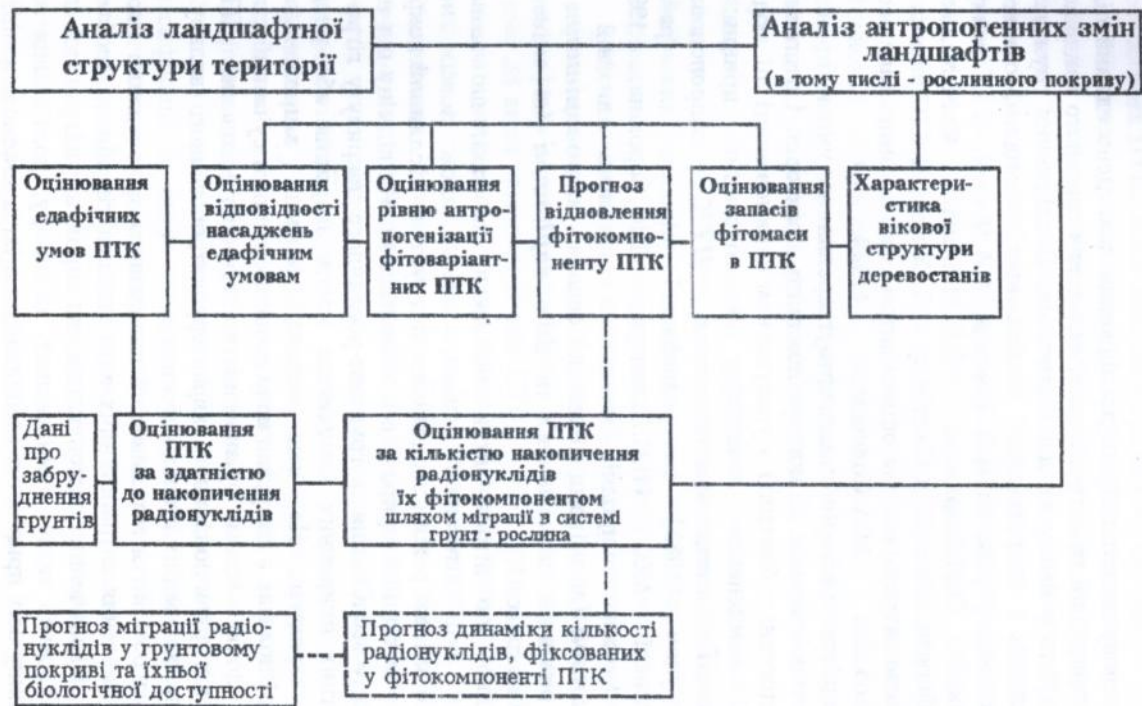 Аналіз ландшафтної
структури території
Аналіз антропогенних змін
ландшафтів
(в тому числі - рослинного покриву)
Оцінювання
едафічних
умов ПТК
Оцінювання
відповідності
насаджень
едафічним
умовам
Оцінювання
рівню антро-
погенізації
фітоваріант-
них ПТК
Прогноз
відновлення
фітокомпо-
ненту ПТК
Оцінювання
запасів
фітомаси
в ПТК
Характери-
стика
вікової
структури
деревостанів
Дані
про
забру-
днення
грунтів
Оцінювання
ПТК
за здатністю
до накопичення
радіонуклідів
Оцінювання ПТК
за кількістю накопичення
радіонуклідів
їх фітокомпонентом
шляхом міграції в системі
грунт - рослина
Прогноз міграції радіо-
нуклідів у грунтовому
покриві та їхньої
біологічної доступності
Прогноз динаміки кількості
радіонуклідів, фіксованих
у фітокомпоненті ПТК